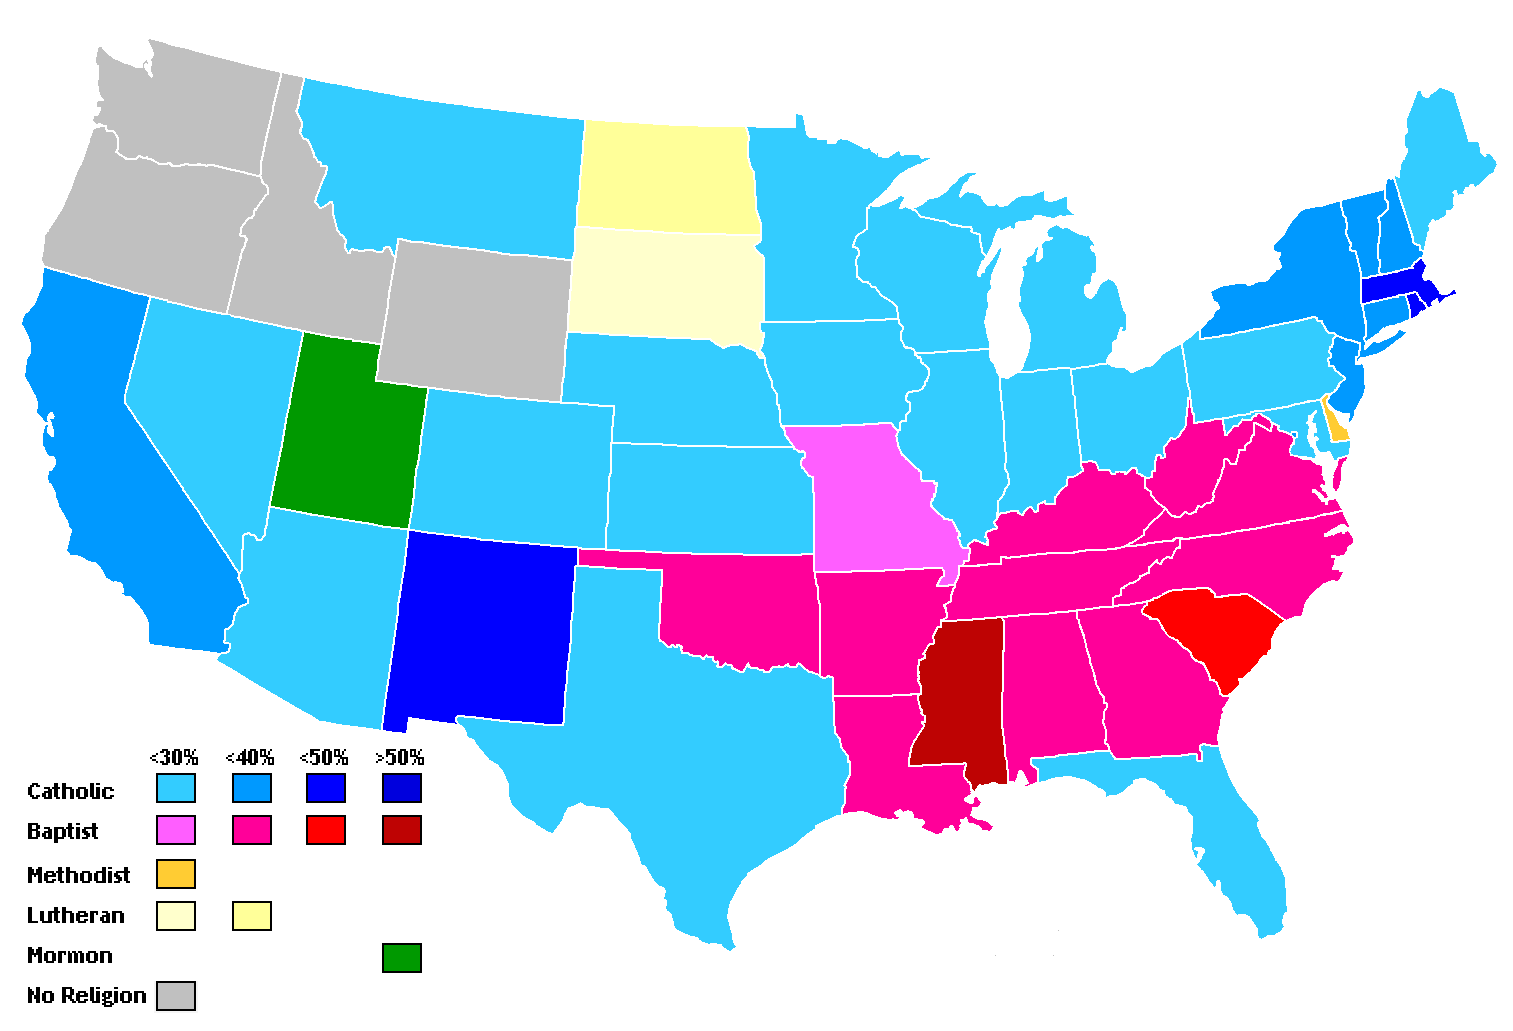 <30% <40% <50% >50%
Catholic
Baptist
Methodist
Lutheran
Mormon
No Religion